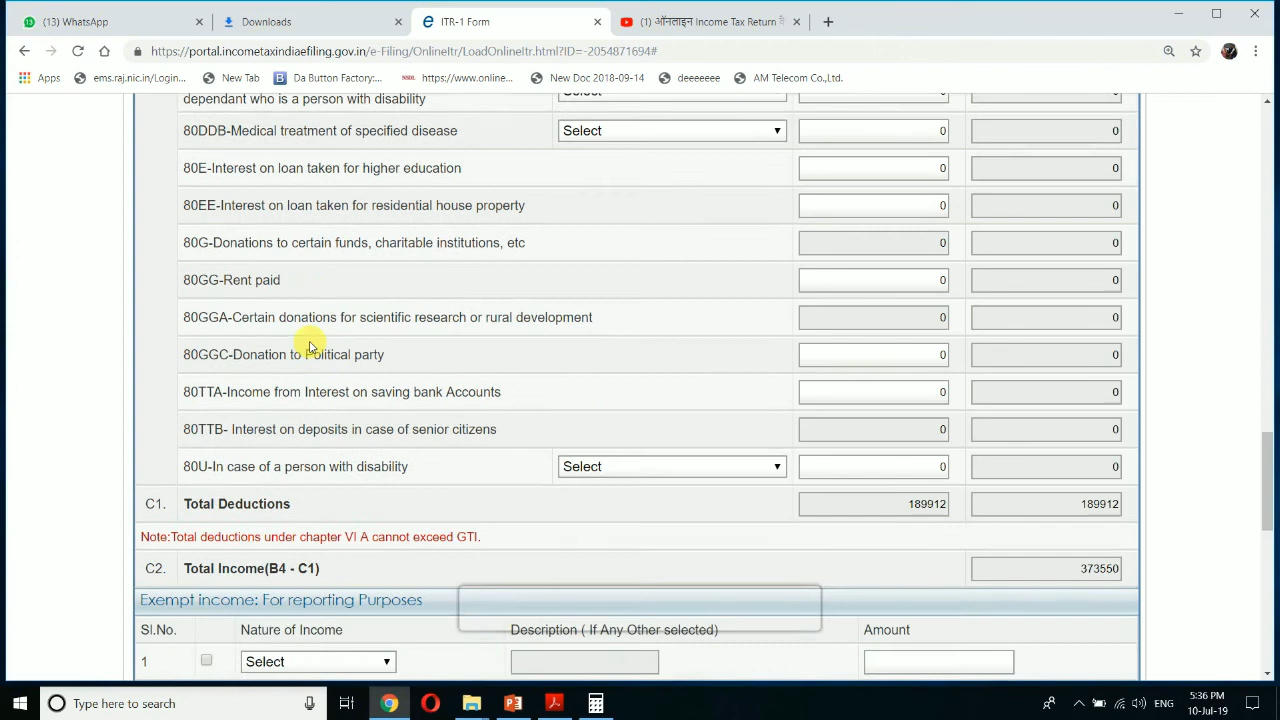 (13) WhatsApp
Downloads
ITR-1 Form
(1) ऑनलाइन Income Tax Return
https://portal.incometaxindiaefiling.gov.in/e-Filing/OnlineItr/LoadOnlineItr.html?ID=-2054871694#
Apps
ems.raj.nic.in/Login...
New Tab
B Da Button Factory:...
NSDL https://www.online...
New Doc 2018-09-14
deeeeeee
AM Telecom Co.,Ltd.
dependant who is a person with disability
Select
0 0
80DDB-Medical treatment of specified disease Select 0 0
80E-Interest on loan taken for higher education 0 0
80EE-Interest on loan taken for residential house property 0 0
80G-Donations to certain funds, charitable institutions, etc 0 0
80GG-Rent paid 0 0
80GGA-Certain donations for scientific research or rural development 0 0
80GGC-Donation to Political party 0 0
80TTA-Income from Interest on saving bank Accounts 0 0
80TTB- Interest on deposits in case of senior citizens 0 0
80U-In case of a person with disability Select 0 0
C1. Total Deductions 189912 189912
Note:Total deductions under chapter VI A cannot exceed GTI.
C2. Total Income(B4 - C1) 373550
Exempt income: For reporting Purposes
Sl.No. Nature of Income Description ( If Any Other selected) Amount
1 Select
Type here to search
ENG
5:36 PM
10-Jul-19